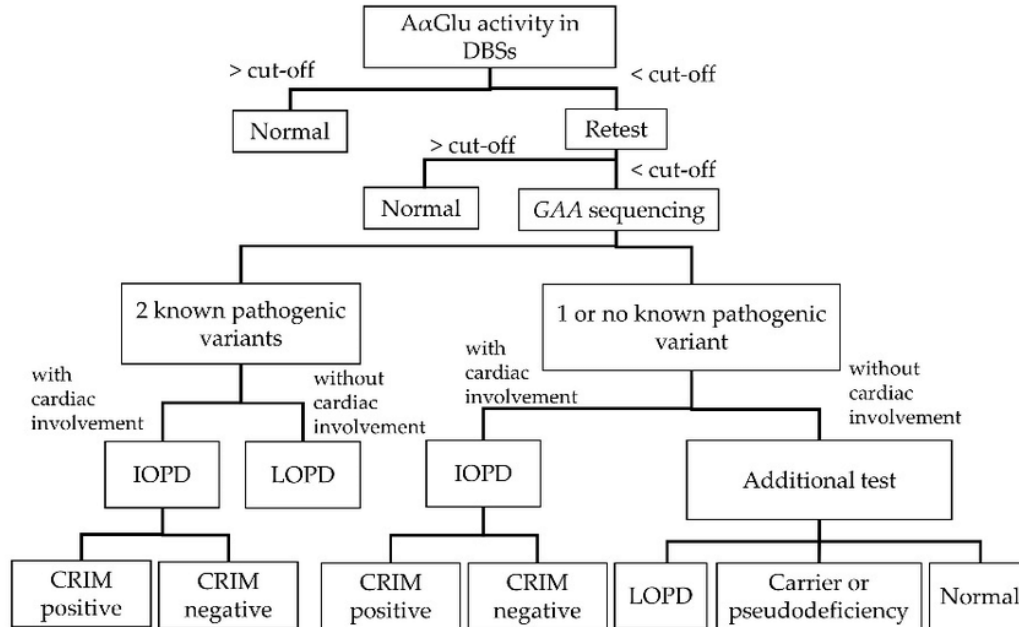 AαGlu activity in
DBSs
> cut-off
< cut-off
Normal
Retest
> cut-off
< cut-off
Normal
GAA sequencing
2 known pathogenic
variants
1 or no known pathogenic
variant
with
cardiac
involvement
without
cardiac
involvement
with
cardiac
involvement
without
cardiac
involvement
IOPD
LOPD
IOPD
Additional test
CRIM
positive
CRIM
negative
CRIM
positive
CRIM
negative
LOPD
Carrier or
pseudodeficiency
Normal